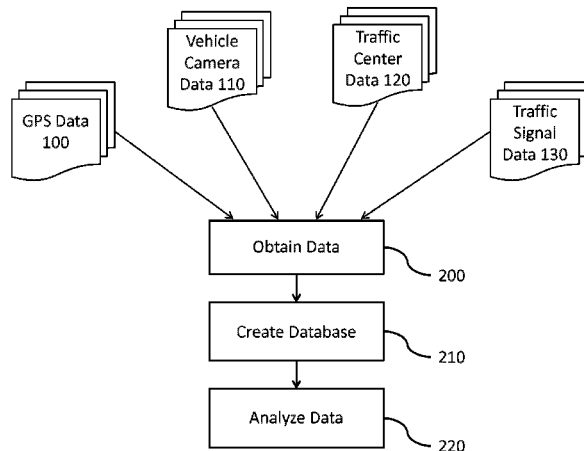 GPS Data
100
Vehicle
Camera
Data 110
Traffic
Center
Data 120
Traffic
Signal
Data 130
Obtain Data
200
Create Database
210
Analyze Data
220